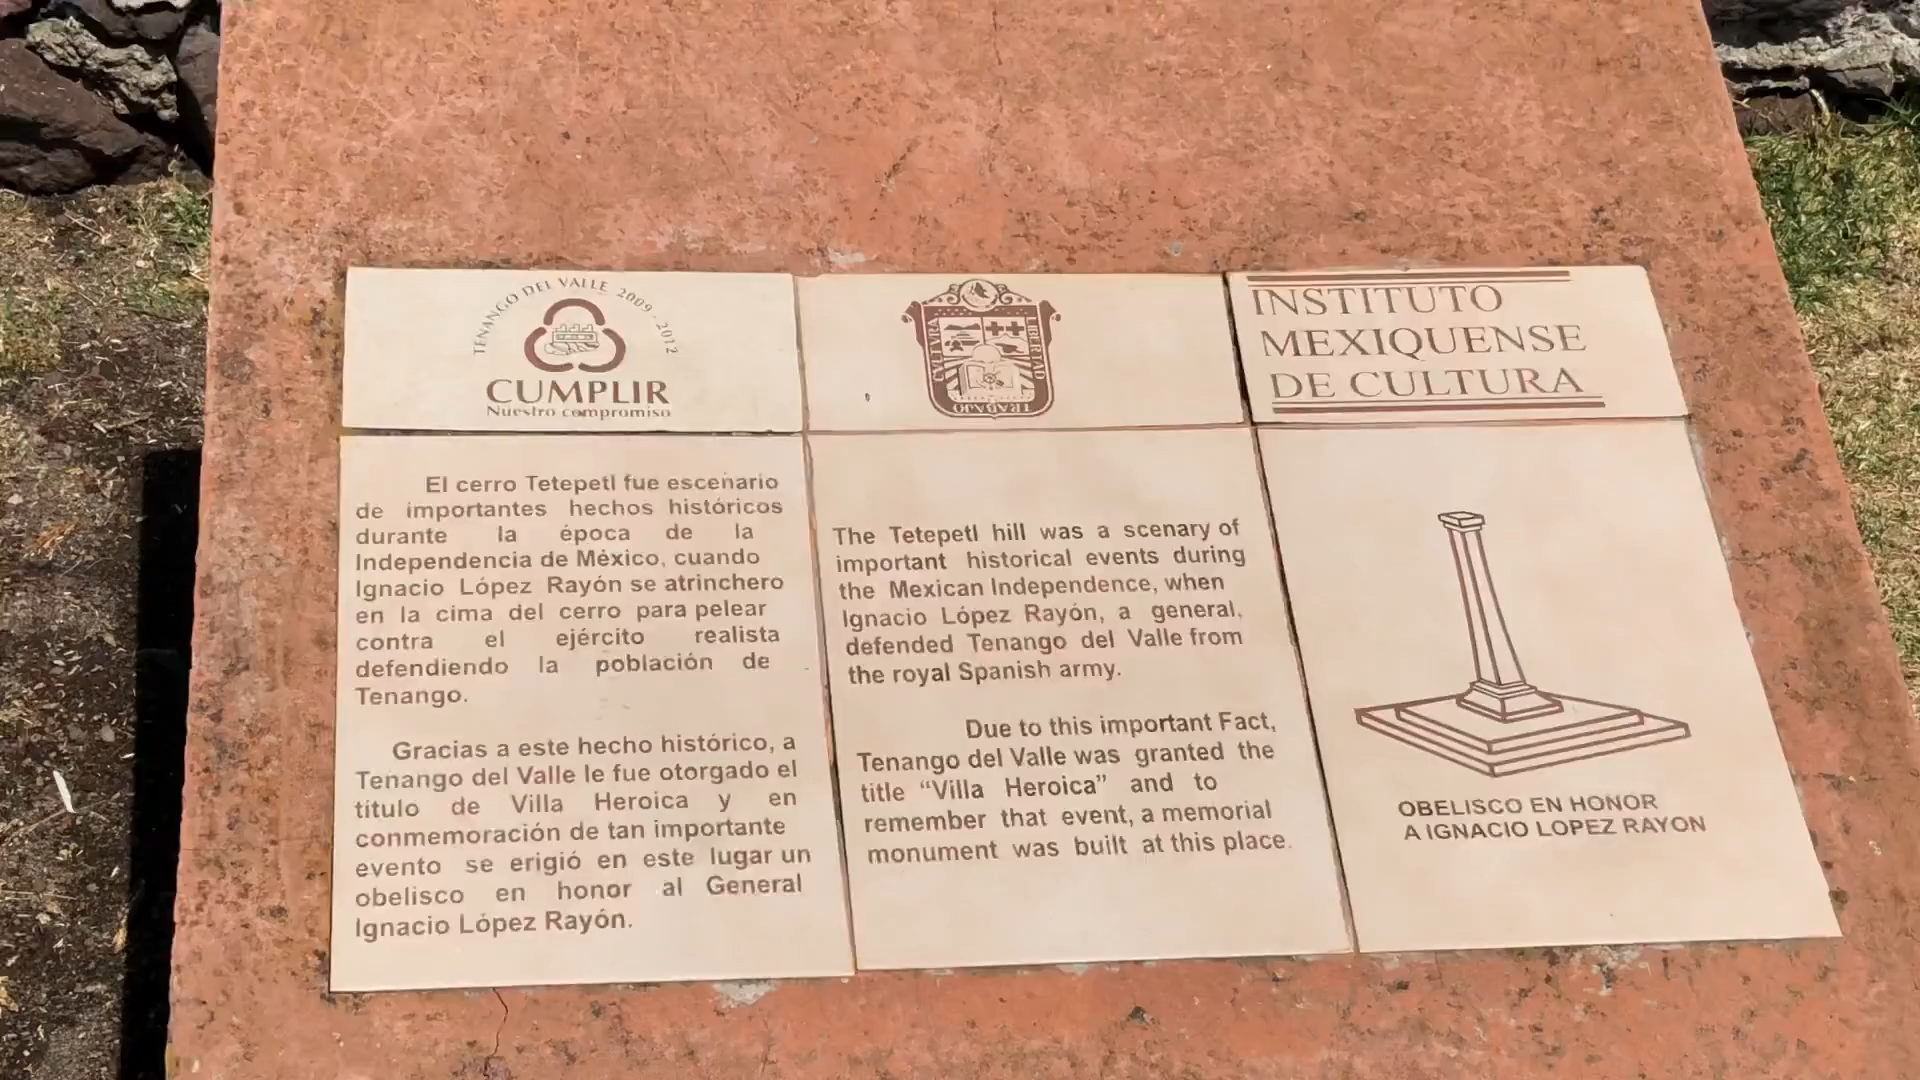 TENANGO DEL VALLE 2009 - 2012
CUMPLIR
Nuestro compromiso
El cerro Tetepetl fue escenario
de importantes hechos históricos
durante la época de la
Independencia de México, cuando
Ignacio López Rayón se atrinchero
en la cima del cerro para pelear
contra el ejército realista
defendiendo la población de
Tenango.
Gracias a este hecho histórico, a
Tenango del Valle le fue otorgado el
título de Villa Heroica y en
conmemoración de tan importante
evento se erigió en este lugar un
obelisco en honor al General
Ignacio López Rayón.
CVLTVRA
LIBERTAD
TRABAJO
The Tetepetl hill was a scenary of
important historical events during
the Mexican Independence, when
Ignacio López Rayón, a general,
defended Tenango del Valle from
the royal Spanish army.
Due to this important Fact,
Tenango del Valle was granted the
title “Villa Heroica” and to
remember that event, a memorial
monument was built at this place.
INSTITUTO
MEXIQUENSE
DE CULTURA
OBELISCO EN HONOR
A IGNACIO LOPEZ RAYON